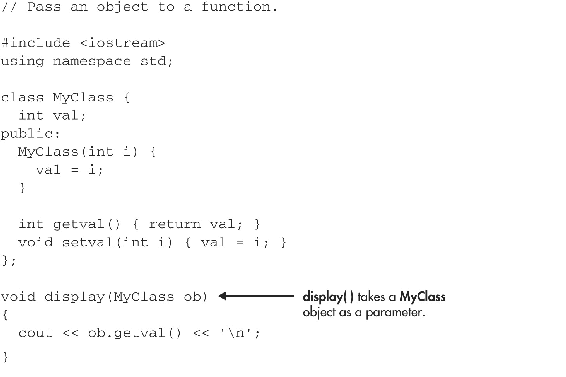 // Pass an object to a function.

#include <iostream>
using namespace std;

class MyClass {
  int val;
public:
  MyClass(int i) {
    val = i;
  }

  int getval() { return val; }
  void setval(int i) { val = i; }
};

void display(MyClass ob)
display( ) takes a MyClass
object as a parameter.
{
  cout << ob.getval() << '\n';
}